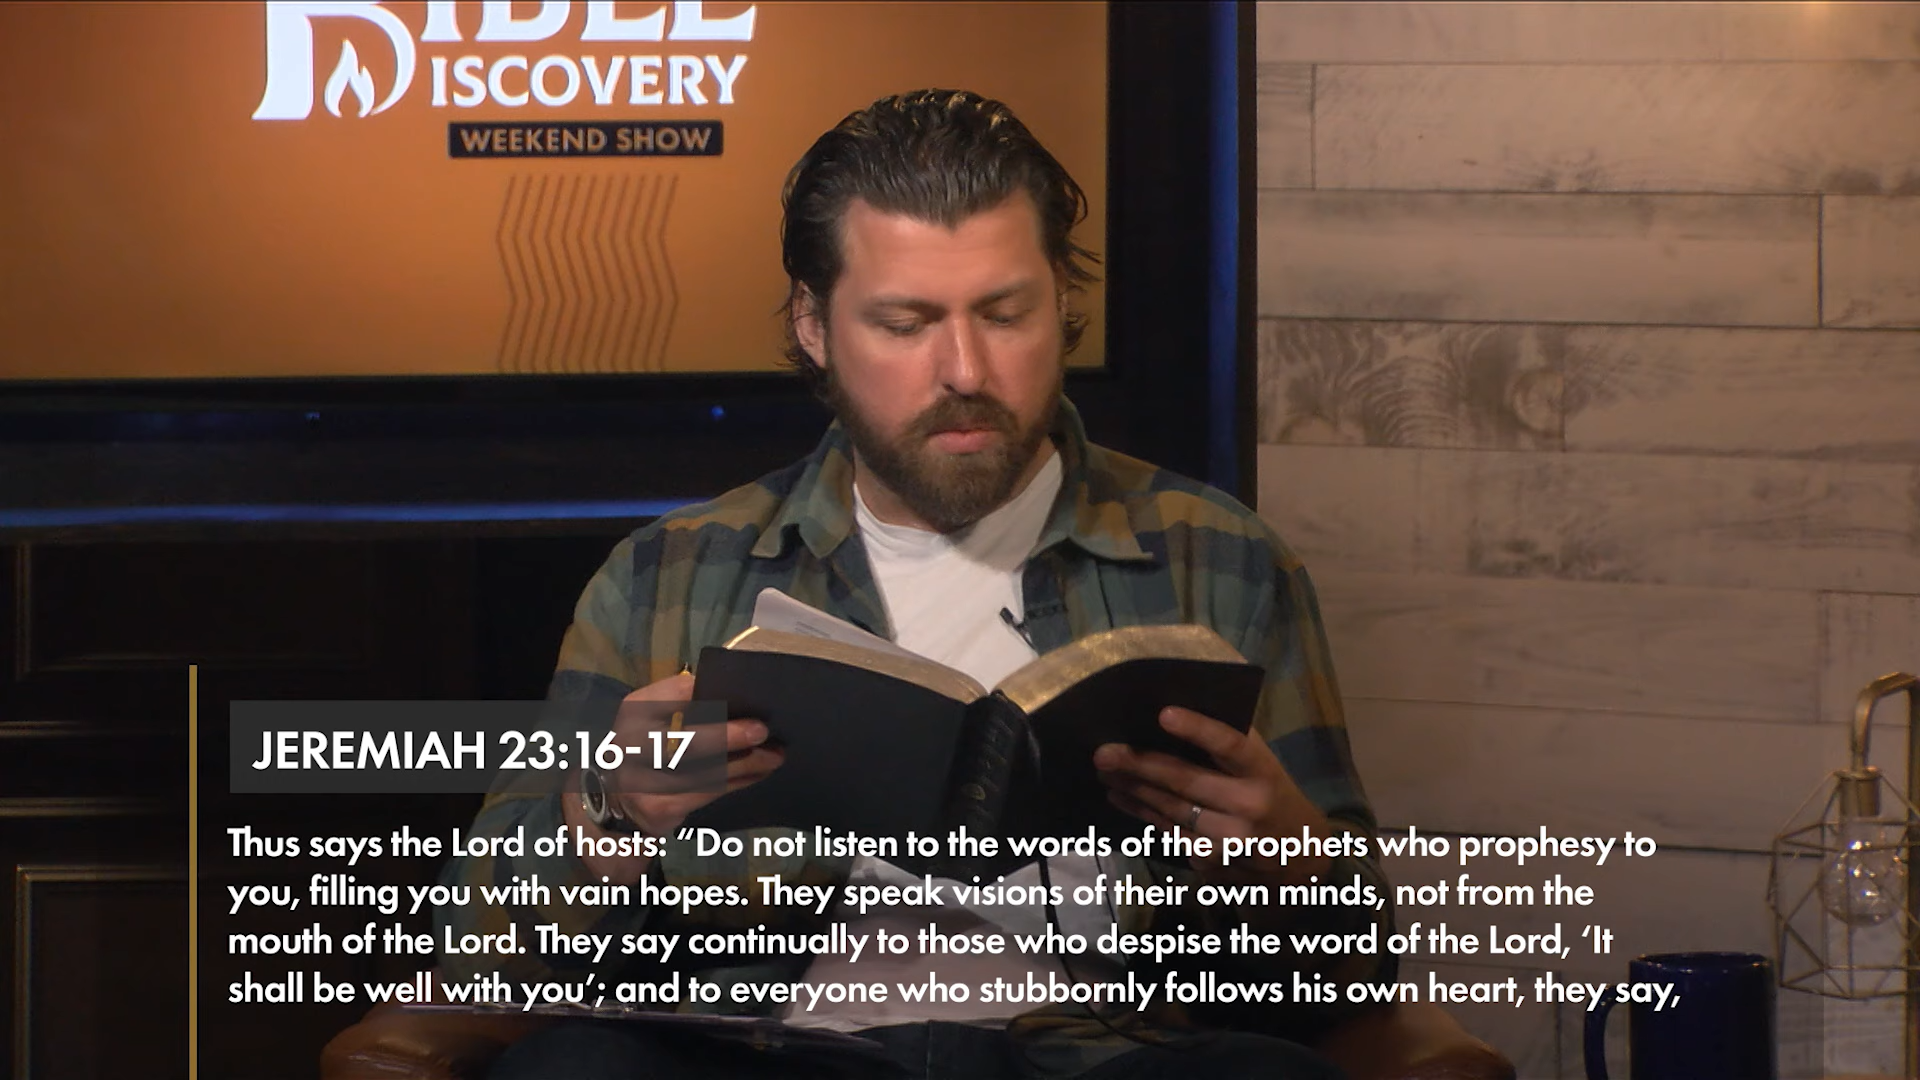 BIBLE
DISCOVERY
WEEKEND SHOW
JEREMIAH 23:16-17
Thus says the Lord of hosts: “Do not listen to the words of the prophets who prophesy to
you, filling you with vain hopes. They speak visions of their own minds, not from the
mouth of the Lord. They say continually to those who despise the word of the Lord, ‘It
shall be well with you’; and to everyone who stubbornly follows his own heart, they say,